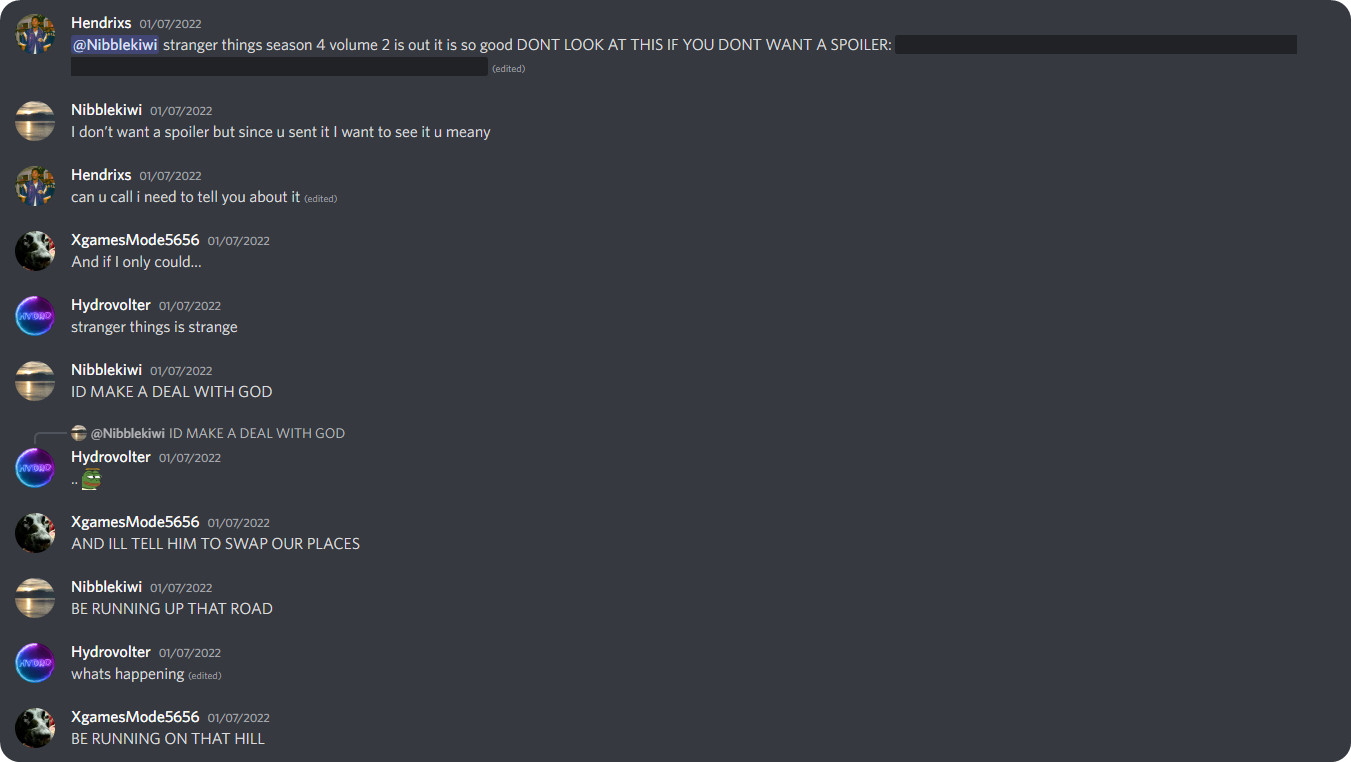 Hendrixs 01/07/2022
@Nibblekiwi stranger things season 4 volume 2 is out it is so good DONT LOOK AT THIS IF YOU DONT WANT A SPOILER:
(edited)
Nibblekiwi 01/07/2022
I don't want a spoiler but since u sent it I want to see it u meany
Hendrixs 01/07/2022
can u call i need to tell you about it (edited)
XgamesMode5656 01/07/2022
And if I only could...
HYDRO Hydrovolter 01/07/2022
stranger things is strange
Nibblekiwi 01/07/2022
ID MAKE A DEAL WITH GOD
@Nibblekiwi ID MAKE A DEAL WITH GOD
HYDRO Hydrovolter 01/07/2022
..
XgamesMode5656 01/07/2022
AND ILL TELL HIM TO SWAP OUR PLACES
Nibblekiwi 01/07/2022
BE RUNNING UP THAT ROAD
HYDRO Hydrovolter 01/07/2022
whats happening (edited)
XgamesMode5656 01/07/2022
BE RUNNING ON THAT HILL